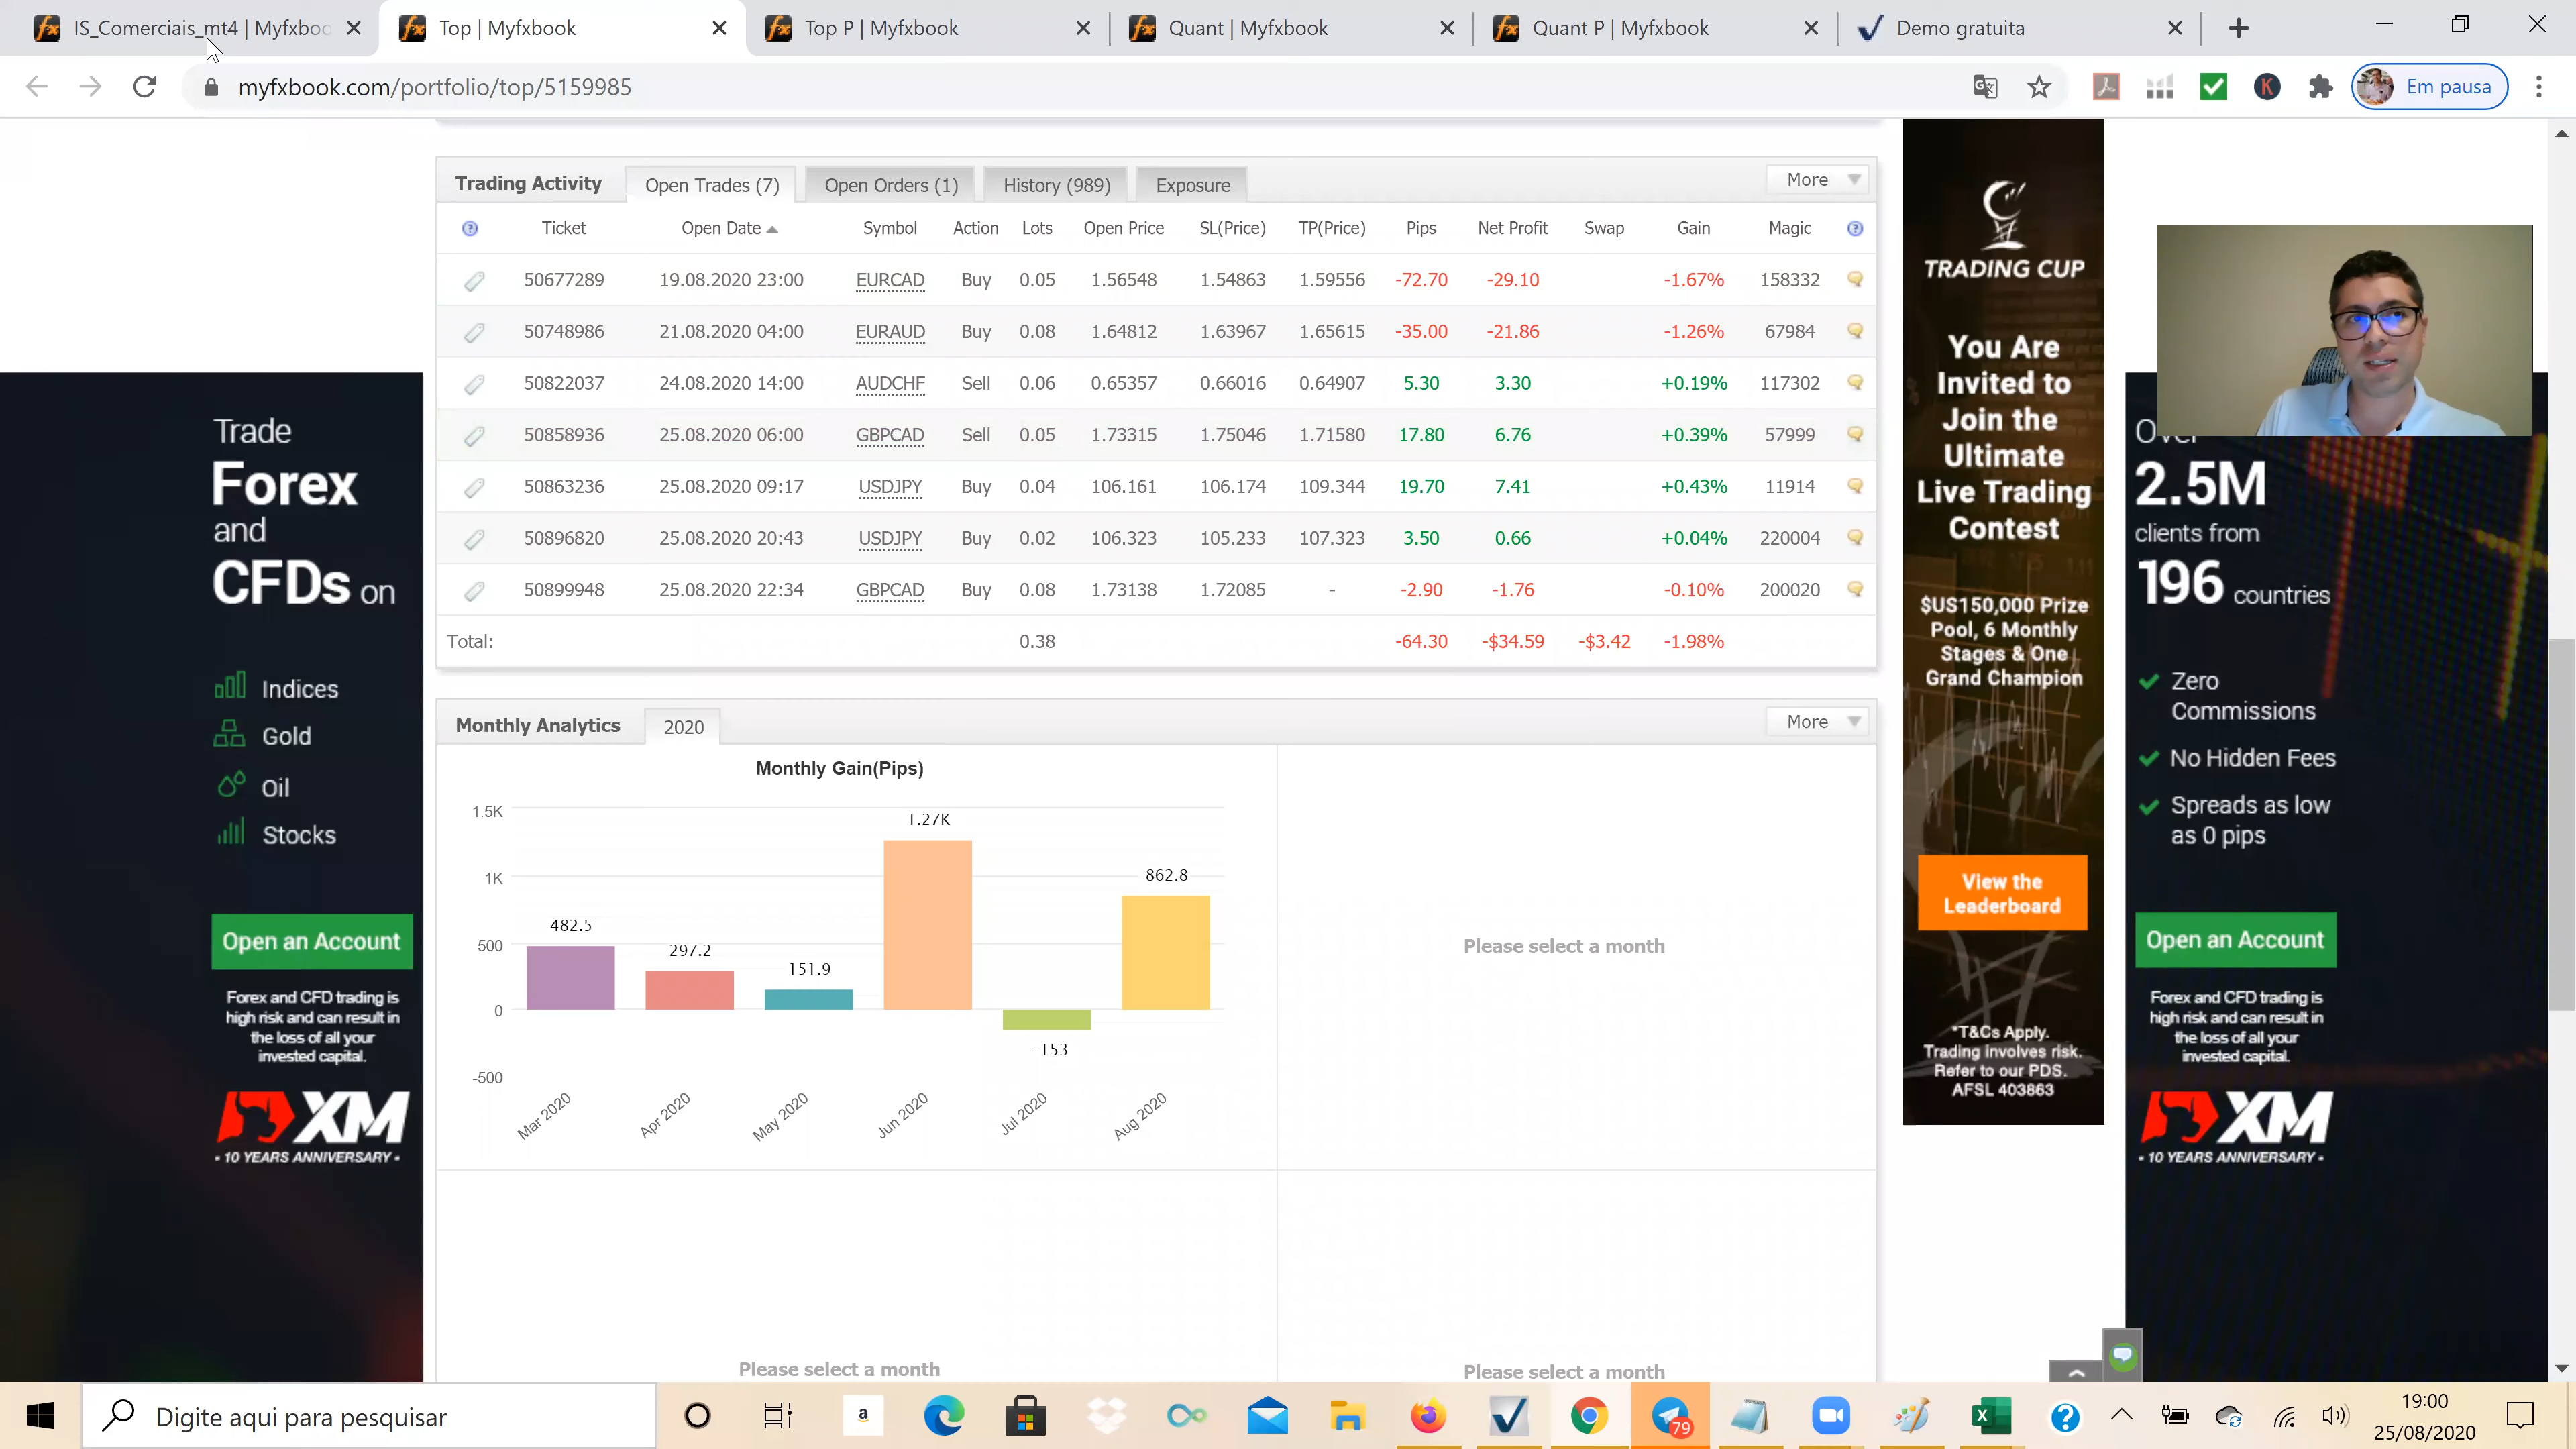 IS_Comerciais_mt4 | Myfxboo
Top | Myfxbook
Top P | Myfxbook
Quant | Myfxbook
Quant P | Myfxbook
Demo gratuita
myfxbook.com/portfolio/top/5159985
K
Em pausa
Trading Activity Open Trades (7) Open Orders (1) History (989) Exposure More
Ticket Open Date Symbol Action Lots Open Price SL(Price) TP(Price) Pips Net Profit Swap Gain Magic
50677289 19.08.2020 23:00 EURCAD Buy 0.05 1.56548 1.54863 1.59556 -72.70 -29.10 -1.67% 158332
50748986 21.08.2020 04:00 EURAUD Buy 0.08 1.64812 1.63967 1.65615 -35.00 -21.86 -1.26% 67984
50822037 24.08.2020 14:00 AUDCHF Sell 0.06 0.65357 0.66016 0.64907 5.30 3.30 +0.19% 117302
50858936 25.08.2020 06:00 GBPCAD Sell 0.05 1.73315 1.75046 1.71580 17.80 6.76 +0.39% 57999
50863236 25.08.2020 09:17 USDJPY Buy 0.04 106.161 106.174 109.344 19.70 7.41 +0.43% 11914
50896820 25.08.2020 20:43 USDJPY Buy 0.02 106.323 105.233 107.323 3.50 0.66 +0.04% 220004
50899948 25.08.2020 22:34 GBPCAD Buy 0.08 1.73138 1.72085 - -2.90 -1.76 -0.10% 200020
Total: 0.38 -64.30 -$34.59 -$3.42 -1.98%
Monthly Analytics 2020 More
Monthly Gain(Pips)
1.5K
1K
500
0
-500
482.5
297.2
151.9
1.27K
-153
862.8
Mar 2020
Apr 2020
May 2020
Jun 2020
Jul 2020
Aug 2020
Please select a month
Please select a month
Please select a month
Trade
Forex
and
CFDs on
Indices
Gold
Oil
Stocks
Open an Account
Forex and CFD trading is
high risk and can result in
the loss of all your
invested capital.
XM
• 10 YEARS ANNIVERSARY •
TRADING CUP
You Are
Invited to
Join the
Ultimate
Live Trading
Contest
$US150,000 Prize
Pool, 6 Monthly
Stages & One
Grand Champion
View the
Leaderboard
*T&Cs Apply.
Trading involves risk.
Refer to our PDS.
AFSL 403863
Over
2.5M
clients from
196 countries
Zero
Commissions
No Hidden Fees
Spreads as low
as 0 pips
Open an Account
Forex and CFD trading is
high risk and can result in
the loss of all your
invested capital.
XM
• 10 YEARS ANNIVERSARY •
Digite aqui para pesquisar
a
79
19:00
25/08/2020